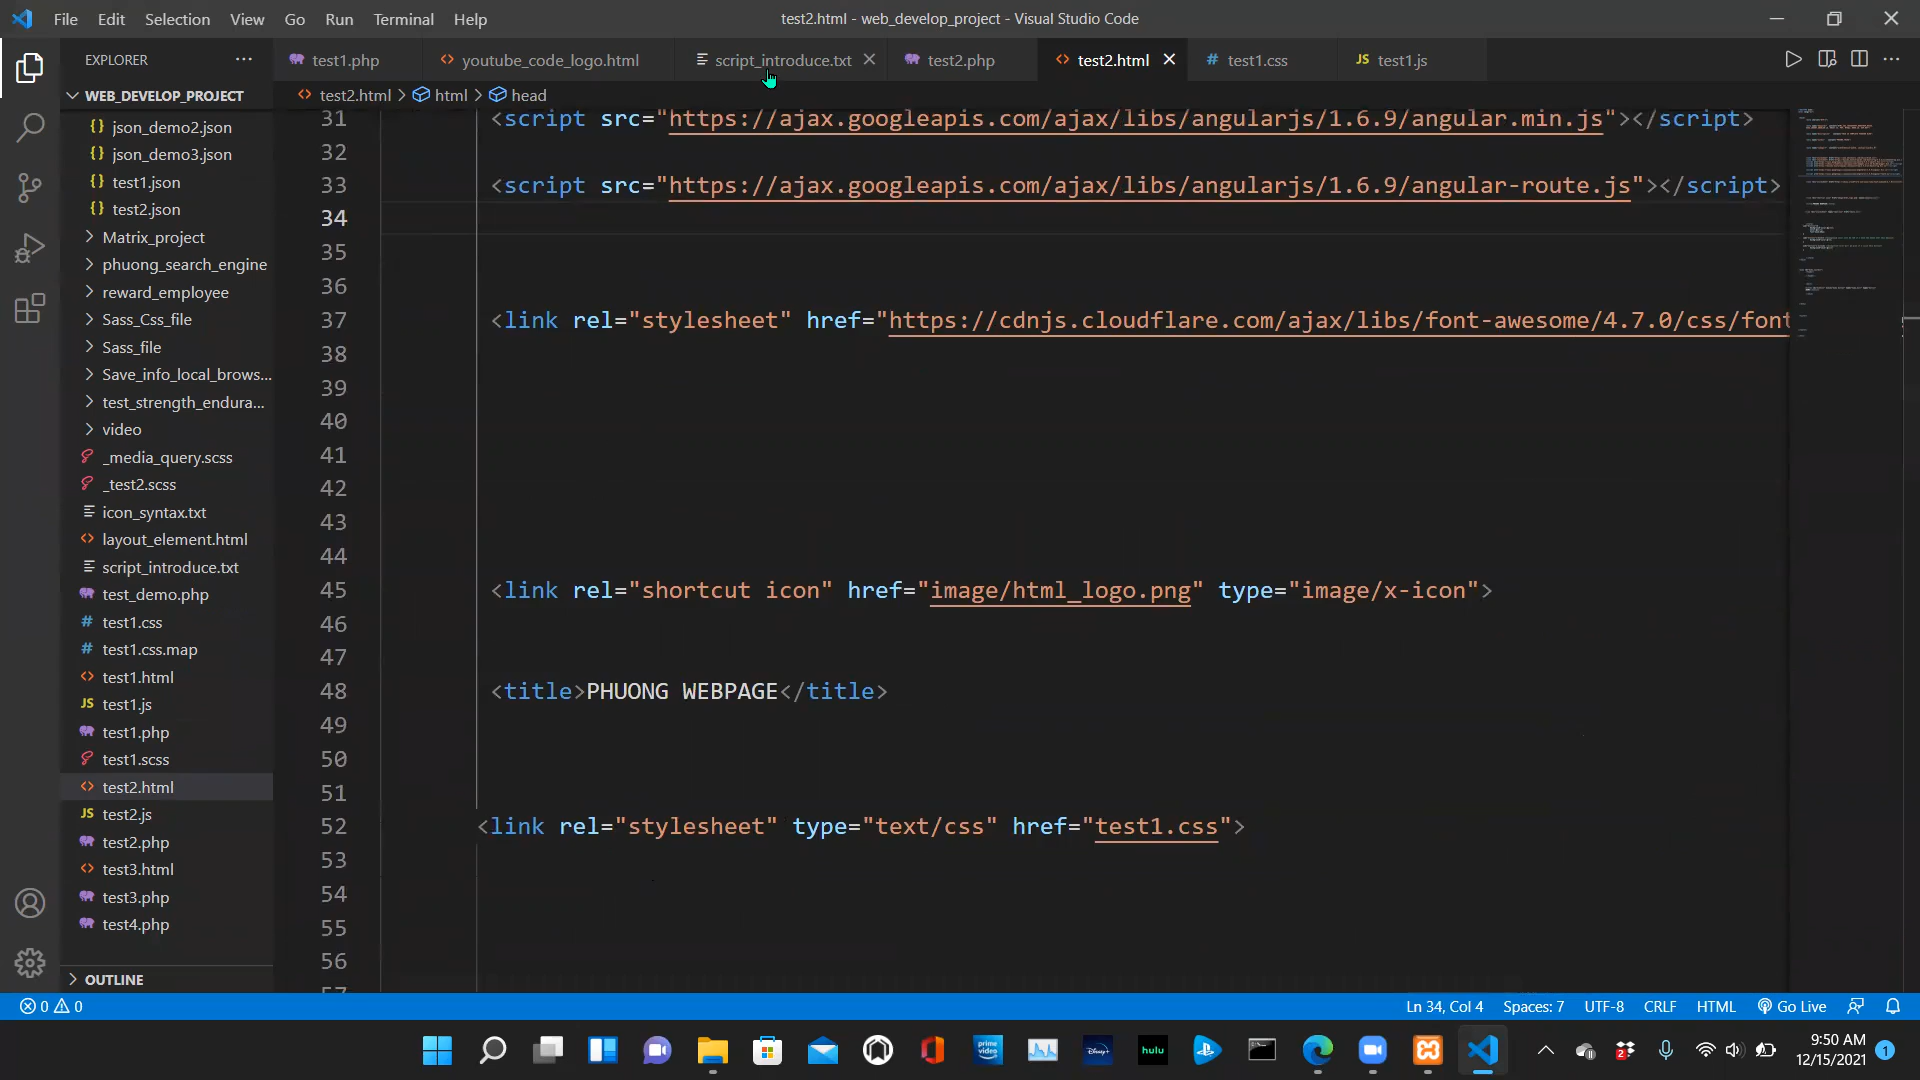 File Edit Selection View Go Run Terminal Help
test2.html - web_develop_project - Visual Studio Code
EXPLORER
test1.php
youtube_code_logo.html
script_introduce.txt
test2.php
test2.html
test1.css
JS test1.js
WEB_DEVELOP_PROJECT
test2.html > html > head
json_demo2.json
json_demo3.json
test1.json
test2.json
Matrix_project
phuong_search_engine
reward_employee
Sass_Css_file
Sass_file
Save_info_local_brows...
test_strength_endura...
video
_media_query.scss
_test2.scss
icon_syntax.txt
layout_element.html
script_introduce.txt
test_demo.php
test1.css
test1.css.map
test1.html
JS test1.js
test1.php
test1.scss
test2.html
JS test2.js
test2.php
test3.html
test3.php
test4.php
OUTLINE
31 <script src="https://ajax.googleapis.com/ajax/libs/angularjs/1.6.9/angular.min.js"></script>
32
33 <script src="https://ajax.googleapis.com/ajax/libs/angularjs/1.6.9/angular-route.js"></script>
34
35
36
37 <link rel="stylesheet" href="https://cdnjs.cloudflare.com/ajax/libs/font-awesome/4.7.0/css/font
38
39
40
41
42
43
44
45 <link rel="shortcut icon" href="image/html_logo.png" type="image/x-icon">
46
47
48 <title>PHUONG WEBPAGE</title>
49
50
51
52 <link rel="stylesheet" type="text/css" href="test1.css">
53
54
55
56
57
0 0
Ln 34, Col 4 Spaces: 7 UTF-8 CRLF HTML Go Live
prime video
Disney+
hulu
2
9:50 AM
12/15/2021
1